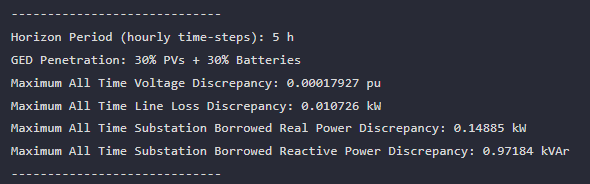 -----------------------------
Horizon Period (hourly time-steps): 5 h
GED Penetration: 30% PVs + 30% Batteries
Maximum All Time Voltage Discrepancy: 0.00017927 pu
Maximum All Time Line Loss Discrepancy: 0.010726 kW
Maximum All Time Substation Borrowed Real Power Discrepancy: 0.14885 kW
Maximum All Time Substation Borrowed Reactive Power Discrepancy: 0.97184 kVAr
-----------------------------